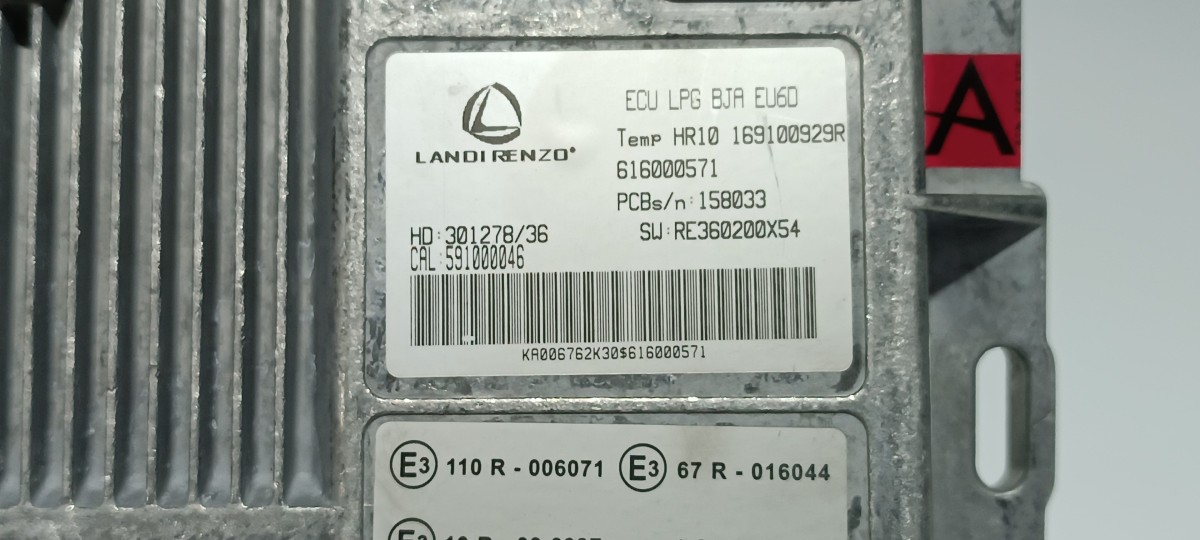 LANDIRENZO®
ECU LPG BJA EU6D
Temp HR10 169100929R
616000571
PCBs/n:158033
HD:301278/36 SW:RE360200X54
CAL:591000046
KA006762K30$616000571
A
E3 110 R - 006071 E3 67 R - 016044
E3